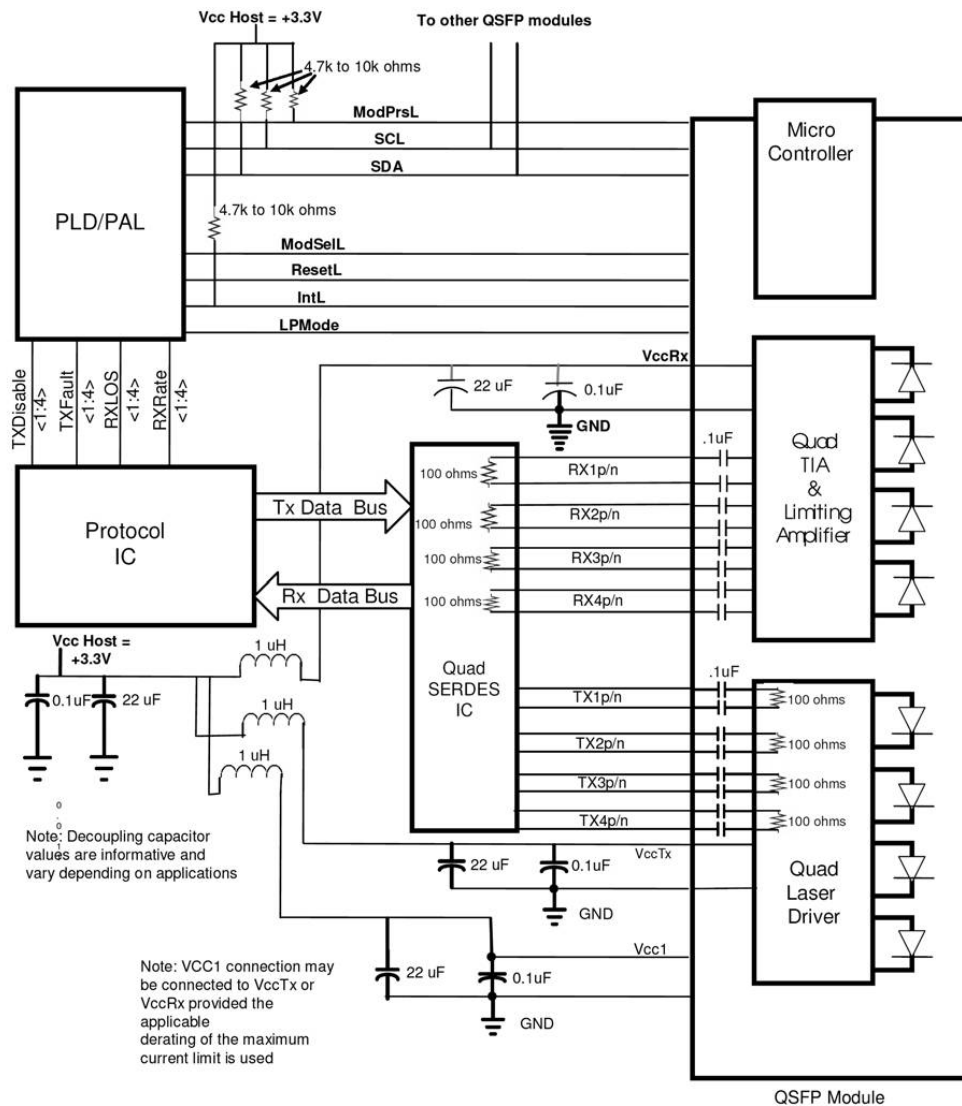 Vcc Host = +3.3V
To other QSFP modules
4.7k to 10k ohms
ModPrsL
SCL
SDA
Micro
Controller
PLD/PAL
4.7k to 10k ohms
ModSelL
ResetL
IntL
LPMode
VccRx
TXDisable
<1:4>
TXFault
<1:4>
RXLOS
<1:4>
RXRate
<1:4>
22 uF
0.1uF
GND
.1uF
Quad
TIA
&
Limiting
Amplifier
100 ohms
RX1p/n
Tx Data Bus
100 ohms
RX2p/n
Protocol
IC
100 ohms
RX3p/n
Rx Data Bus
100 ohms
RX4p/n
Vcc Host =
+3.3V
1 uH
0.1uF
22 uF
1 uH
1 uH
Quad
SERDES
IC
.1uF
TX1p/n
100 ohms
TX2p/n
100 ohms
TX3p/n
100 ohms
TX4p/n
100 ohms
0
.
0
1
Note: Decoupling capacitor
values are informative and
vary depending on applications
VccTx
22 uF
0.1uF
GND
Quad
Laser
Driver
Vcc1
22 uF
0.1uF
GND
Note: VCC1 connection may
be connected to VccTx or
VccRx provided the
applicable
derating of the maximum
current limit is used
QSFP Module